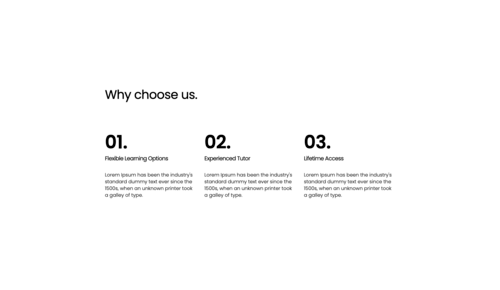 Why choose us.
01.
Flexible Learning Options
Lorem Ipsum has been the industry's
standard dummy text ever since the
1500s, when an unknown printer took
a galley of type.
02.
Experienced Tutor
Lorem Ipsum has been the industry's
standard dummy text ever since the
1500s, when an unknown printer took
a galley of type.
03.
Lifetime Access
Lorem Ipsum has been the industry's
standard dummy text ever since the
1500s, when an unknown printer took
a galley of type.